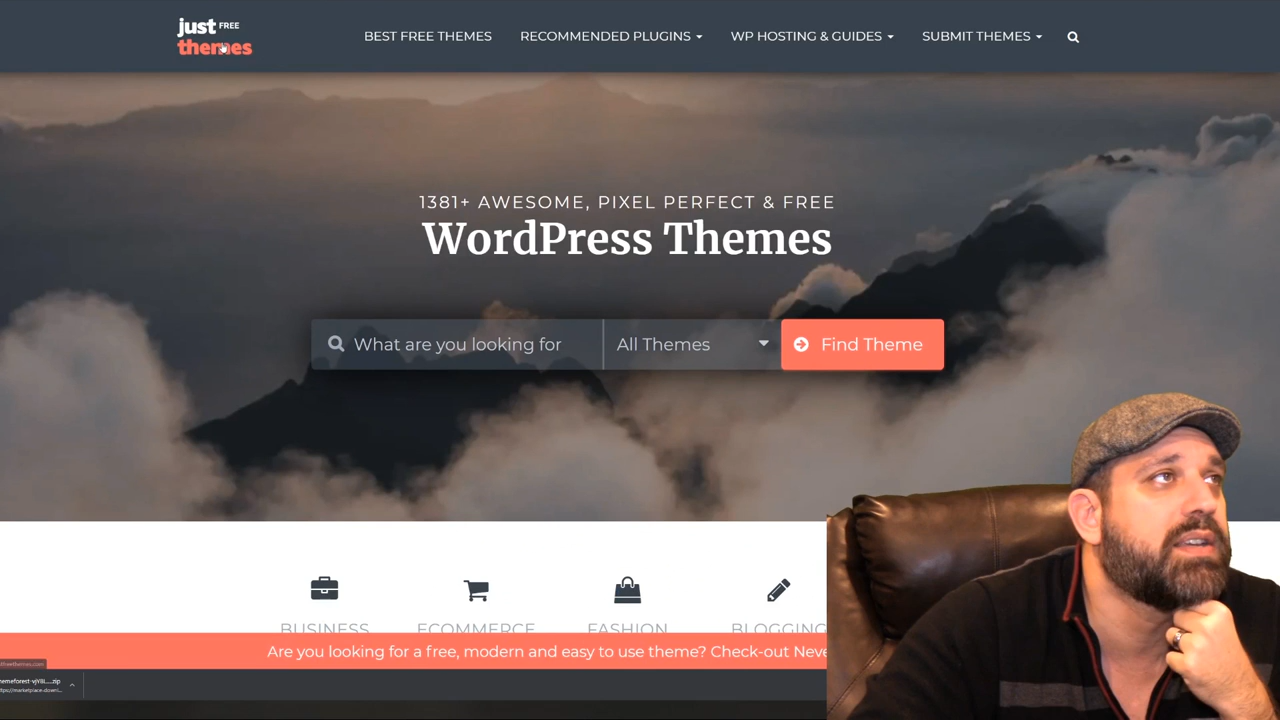 just FREE
themes
BEST FREE THEMES
RECOMMENDED PLUGINS
WP HOSTING & GUIDES
SUBMIT THEMES
1381+ AWESOME, PIXEL PERFECT & FREE
WordPress Themes
What are you looking for
All Themes
Find Theme
BUSINESS
ECOMMERCE
FASHION
BLOGGING
Are you looking for a free, modern and easy to use theme? Check-out Neve